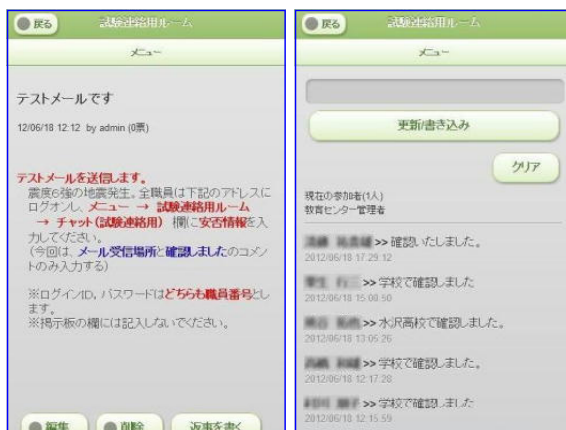 戻る
試験連絡用ルーム
メニュー
テストメールです
12/06/18 12:12 by admin (0票)
テストメールを送信します。
震度6強の地震発生。全職員は下記のアドレスに
ログオンし、メニュー → 試験連絡用ルーム
→ チャット(試験連絡用) 欄に安否情報を入
力してください。
(今回は、メール受信場所と確認しましたのコメン
トのみ入力する)
※ログインID、パスワードはどちらも職員番号とし
ます。
※掲示板の欄には記入しないでください。
編集
削除
返事を書く
戻る
試験連絡用ルーム
メニュー
更新/書き込み
クリア
現在の参加者(1人)
教育センター管理者
>> 確認いたしました。
2012/06/18 17:29:12
>> 学校で確認しました
2012/06/18 15:08:50
>> 水沢高校で確認しました。
2012/06/18 13:05:26
>> 学校で確認しました。
2012/06/18 12:17:28
>> 学校で確認しました
2012/06/18 12:15:59